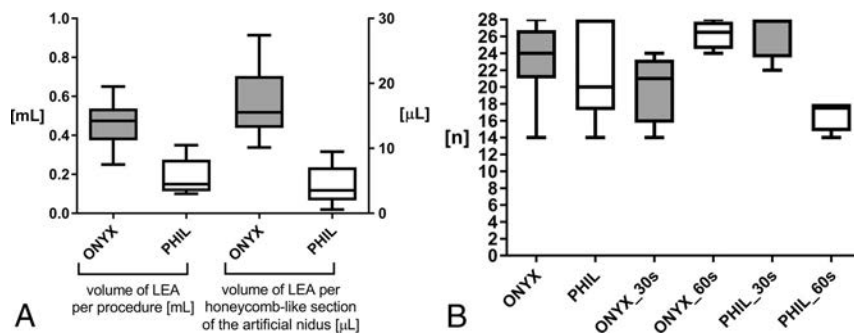 1.0
0.8
0.6
[mL]
0.4
0.2
0.0
30
20
[μL]
10
0
ONYX
PHIL
ONYX
PHIL
volume of LEA
per procedure [mL]
volume of LEA per
honeycomb-like section
of the artificial nidus [μL]
A
28
26
24
22
20
18
[n]
16
14
12
10
8
6
4
2
0
ONYX
PHIL
ONYX_30s
ONYX_60s
PHIL_30s
PHIL_60s
B